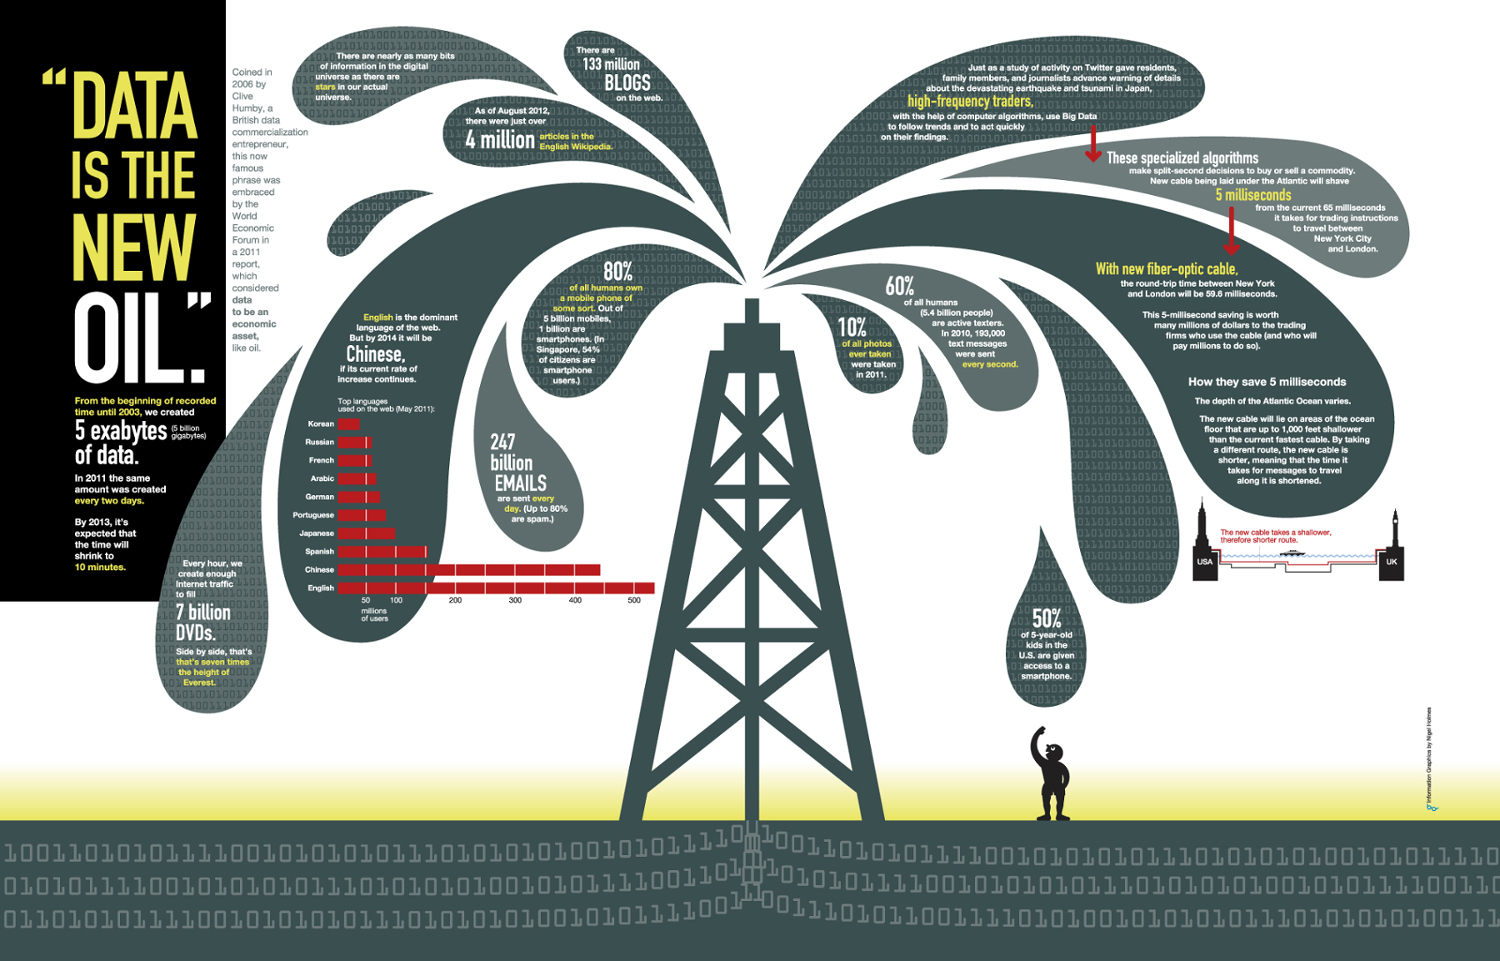 “DATA
IS THE
NEW
OIL.”
From the beginning of recorded
time until 2003, we created
5 exabytes (5 billion
gigabytes)
of data.
In 2011 the same
amount was created
every two days.
By 2013, it's
expected that
the time will
shrink to
10 minutes.
Coined in
2006 by
Clive
Humby, a
British data
commercialization
entrepreneur,
this now
famous
phrase was
embraced
by the
World
Economic
Forum in
a 2011
report,
which
considered
data
to be an
economic
asset,
like oil.
There are nearly as many bits
of information in the digital
universe as there are
stars in our actual
universe.
There are
133 million
BLOGS
on the web.
As of August 2012,
there were just over
4 million articles in the
English Wikipedia.
80%
of all humans own
a mobile phone of
some sort. Out of
5 billion mobiles,
1 billion are
smartphones. (In
Singapore, 54%
of citizens are
smartphone
users.)
English is the dominant
language of the web.
But by 2014 it will be
Chinese,
if its current rate of
increase continues.
Top languages
used on the web (May 2011):
Korean
Russian
French
Arabic
German
Portuguese
Japanese
Spanish
Chinese
English
50 100 200 300 400 500
millions
of users
247
billion
EMAILS
are sent every
day. (Up to 80%
are spam.)
Every hour, we
create enough
Internet traffic
to fill
7 billion
DVDs.
Side by side, that's
that's seven times
the height of
Everest.
Just as a study of activity on Twitter gave residents,
family members, and journalists advance warning of details
about the devastating earthquake and tsunami in Japan,
high-frequency traders,
with the help of computer algorithms, use Big Data
to follow trends and to act quickly
on their findings.
These specialized algorithms
make split-second decisions to buy or sell a commodity.
New cable being laid under the Atlantic will shave
5 milliseconds
from the current 65 milliseconds
it takes for trading instructions
to travel between
New York City
and London.
With new fiber-optic cable,
the round-trip time between New York
and London will be 59.6 milliseconds.
This 5-millisecond saving is worth
many millions of dollars to the trading
firms who use the cable (and who will
pay millions to do so).
How they save 5 milliseconds
The depth of the Atlantic Ocean varies.
The new cable will lie on areas of the ocean
floor that are up to 1,000 feet shallower
than the current fastest cable. By taking
a different route, the new cable is
shorter, meaning that the time it
takes for messages to travel
along it is shortened.
The new cable takes a shallower,
therefore shorter route.
USA
UK
60%
of all humans
(5.4 billion people)
are active texters.
In 2010, 193,000
text messages
were sent
every second.
10%
of all photos
ever taken
were taken
in 2011.
50%
of 5-year-old
kids in the
U.S. are given
access to a
smartphone.
Information Graphics by Nigel Holmes